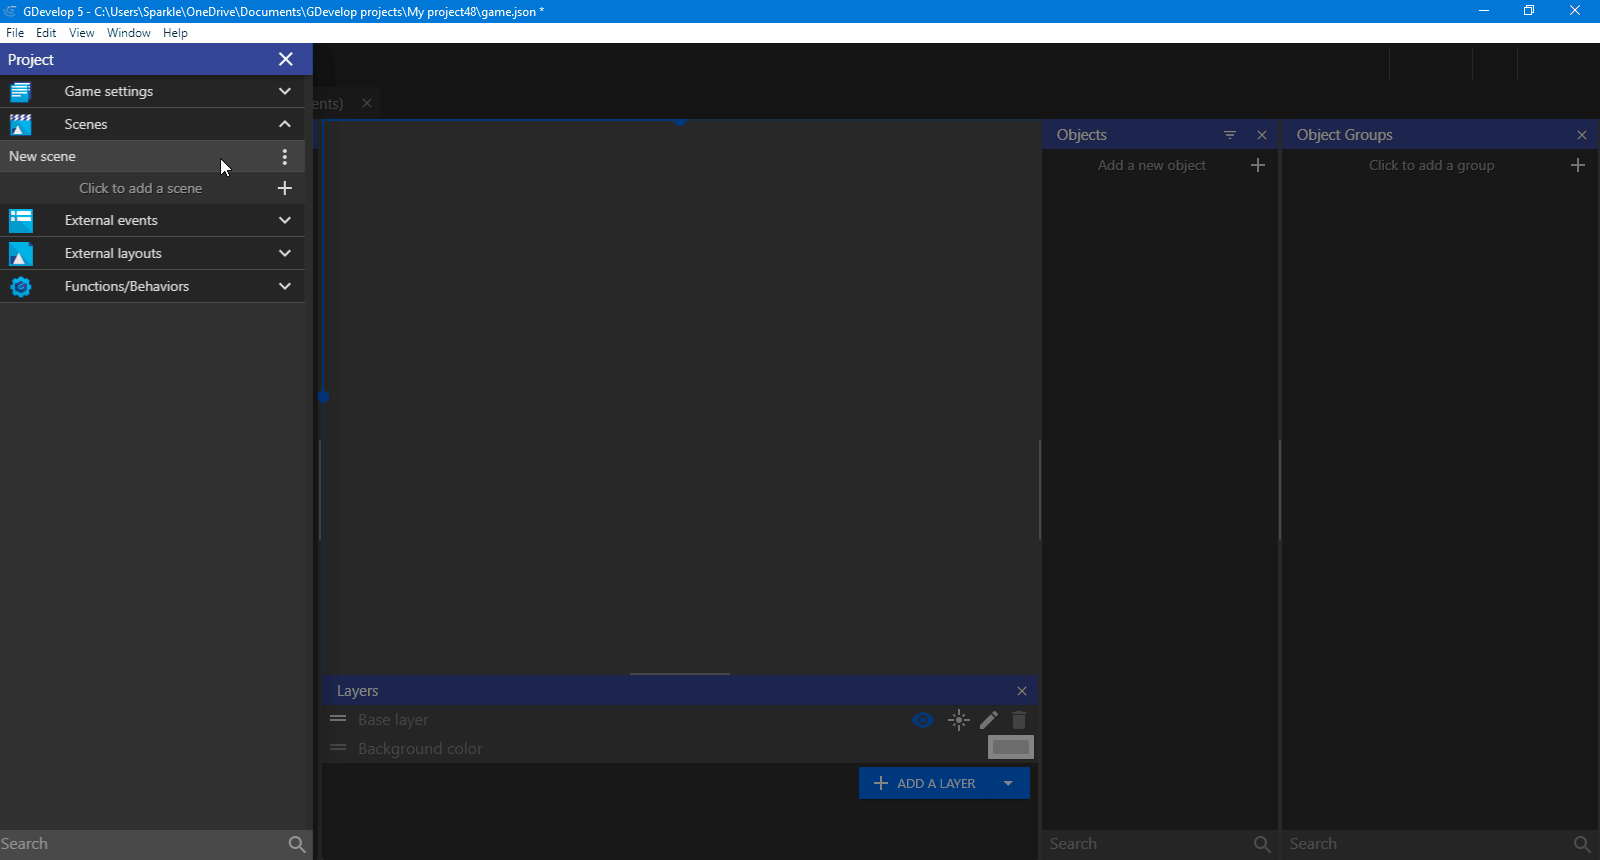 GDevelop 5 - C:\Users\Sparkle\OneDrive\Documents\GDevelop projects\My project48\game.json *
File Edit View Window Help
Project
Game settings
Scenes
New scene
Click to add a scene
External events
External layouts
Functions/Behaviors
Search
ents)
Layers
Base layer
Background color
ADD A LAYER
Objects
Add a new object
Search
Object Groups
Click to add a group
Search